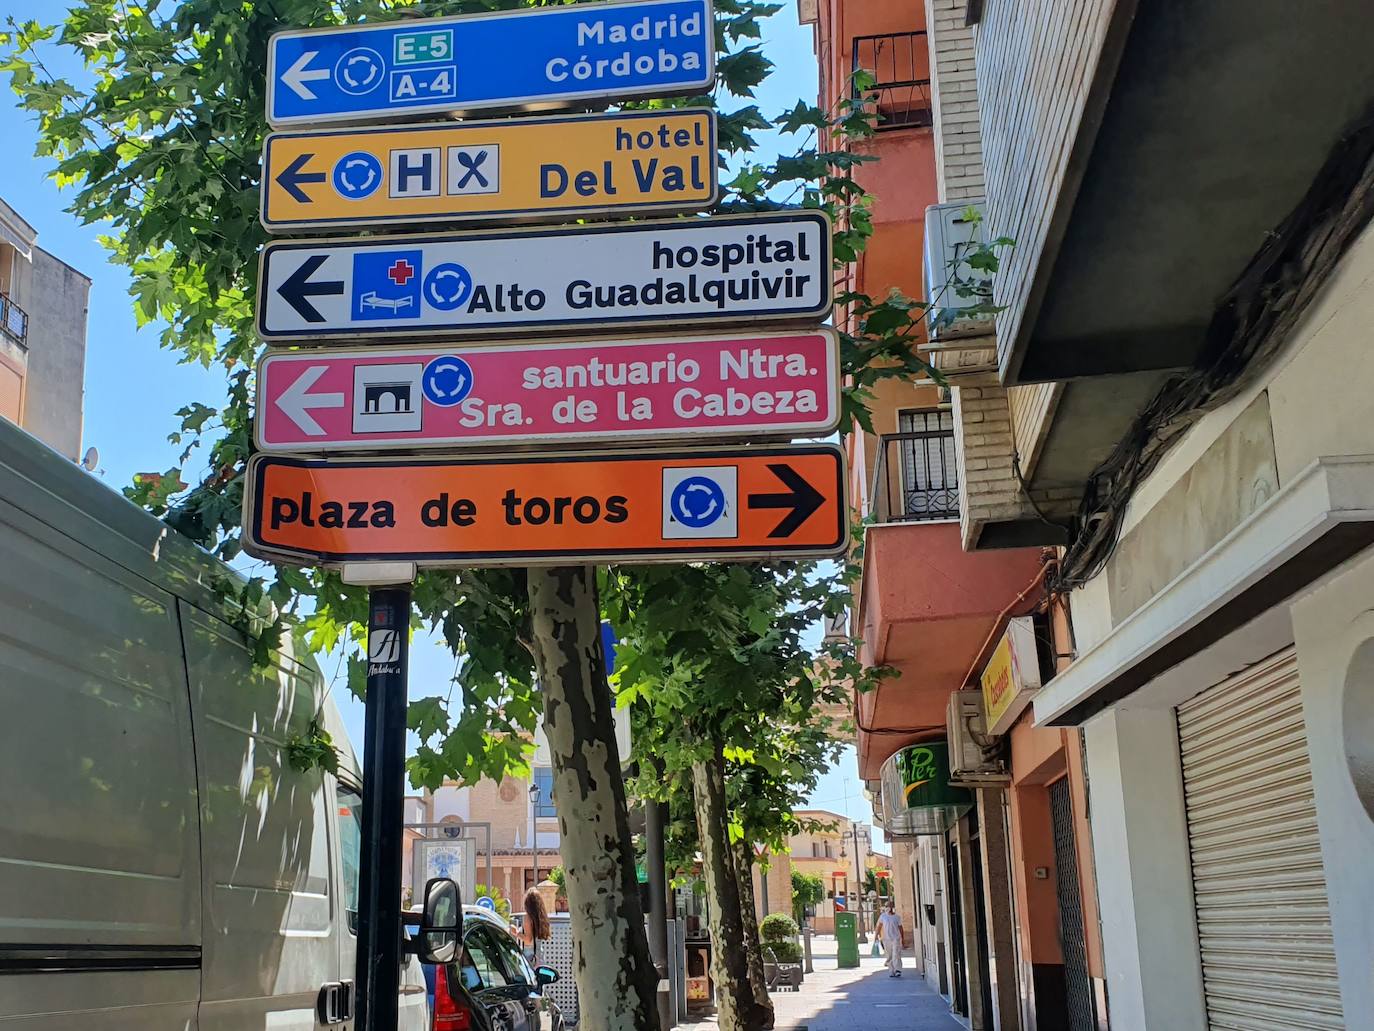 E-5
A-4
Madrid
Córdoba
H
hotel
Del Val
hospital
Alto Guadalquivir
santuario Ntra.
Sra. de la Cabeza
plaza de toros
Andalucía